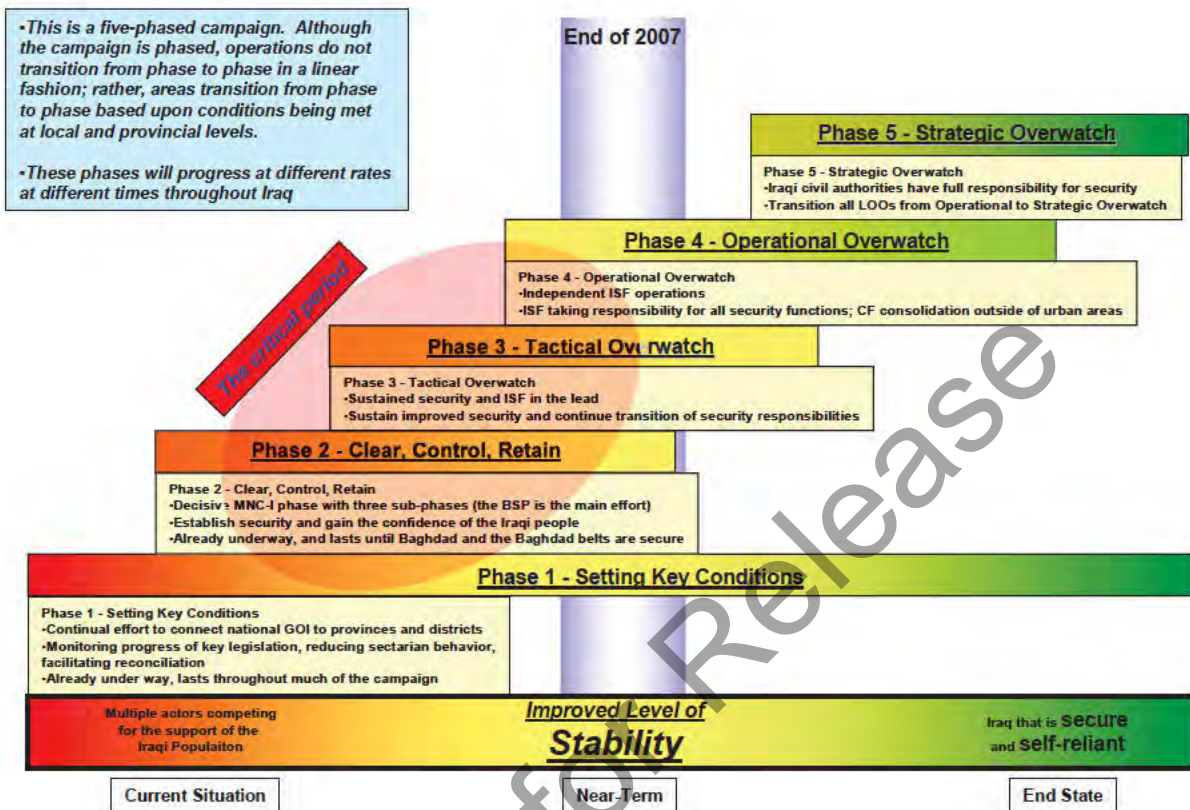 •This is a five-phased campaign. Although
the campaign is phased, operations do not
transition from phase to phase in a linear
fashion; rather, areas transition from phase
to phase based upon conditions being met
at local and provincial levels.
•These phases will progress at different rates
at different times throughout Iraq
End of 2007
Phase 5 - Strategic Overwatch
Phase 5 - Strategic Overwatch
•Iraqi civil authorities have full responsibility for security
•Transition all LOOs from Operational to Strategic Overwatch
Phase 4 - Operational Overwatch
Phase 4 - Operational Overwatch
•Independent ISF operations
•ISF taking responsibility for all security functions; CF consolidation outside of urban areas
The critical period
Phase 3 - Tactical Overwatch
Phase 3 - Tactical Overwatch
•Sustained security and ISF in the lead
•Sustain improved security and continue transition of security responsibilities
Phase 2 - Clear, Control, Retain
Phase 2 - Clear, Control, Retain
•Decisive MNC-I phase with three sub-phases (the BSP is the main effort)
•Establish security and gain the confidence of the Iraqi people
•Already underway, and lasts until Baghdad and the Baghdad belts are secure
Phase 1 - Setting Key Conditions
Phase 1 - Setting Key Conditions
•Continual effort to connect national GOI to provinces and districts
•Monitoring progress of key legislation, reducing sectarian behavior,
facilitating reconciliation
•Already under way, lasts throughout much of the campaign
Multiple actors competing
for the support of the
Iraqi Populaiton
Improved Level of
Stability
Iraq that is secure
and self-reliant
Current Situation
Near-Term
End State
for Release